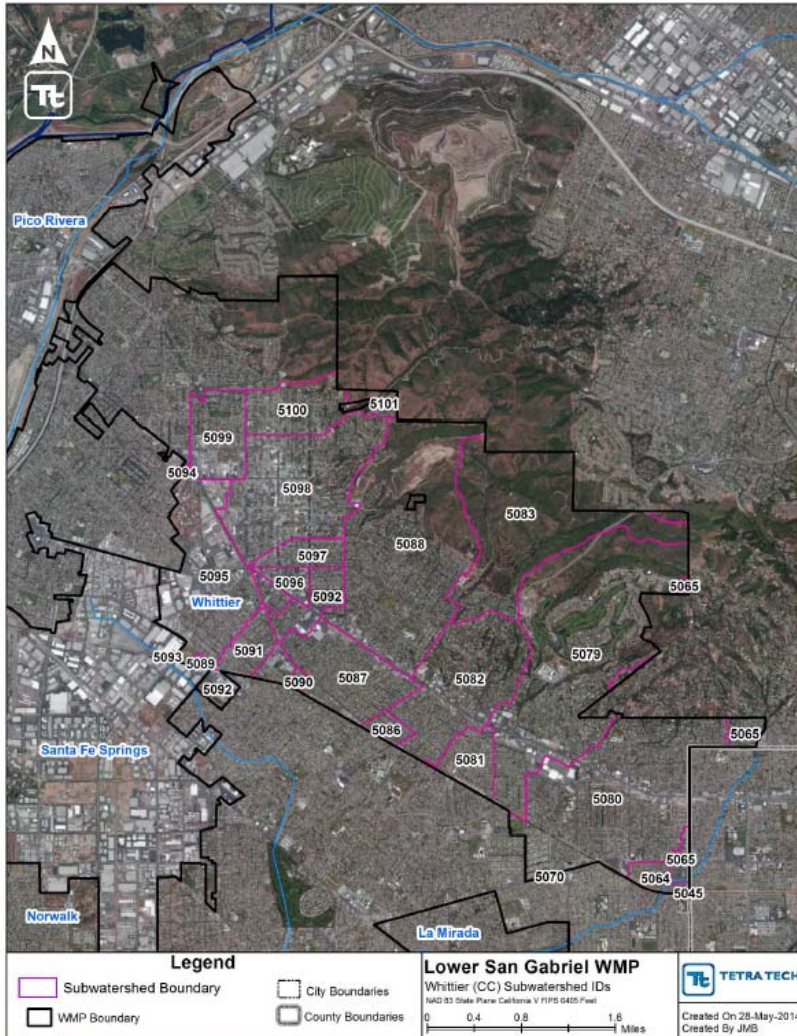 N
Tt
Pico Rivera
5101
5100
5099
5094
5098
5083
5088
5097
5095
5096
5065
Whittier
5092
5079
5093
5089
5091
5092
5090
5087
5082
5086
5065
Santa Fe Springs
5081
5080
5065
5070
5064
5045
Norwalk
La Mirada
Legend
Subwatershed Boundary
City Boundaries
WMP Boundary
County Boundaries
Lower San Gabriel WMP
Whittier (CC) Subwatershed IDs
NAD 83 State Plane California V FIPS 0405 Feet
0 0.4 0.8 1.6
Miles
Tt TETRA TECH
Created On 28-May-2014
Created By JMB